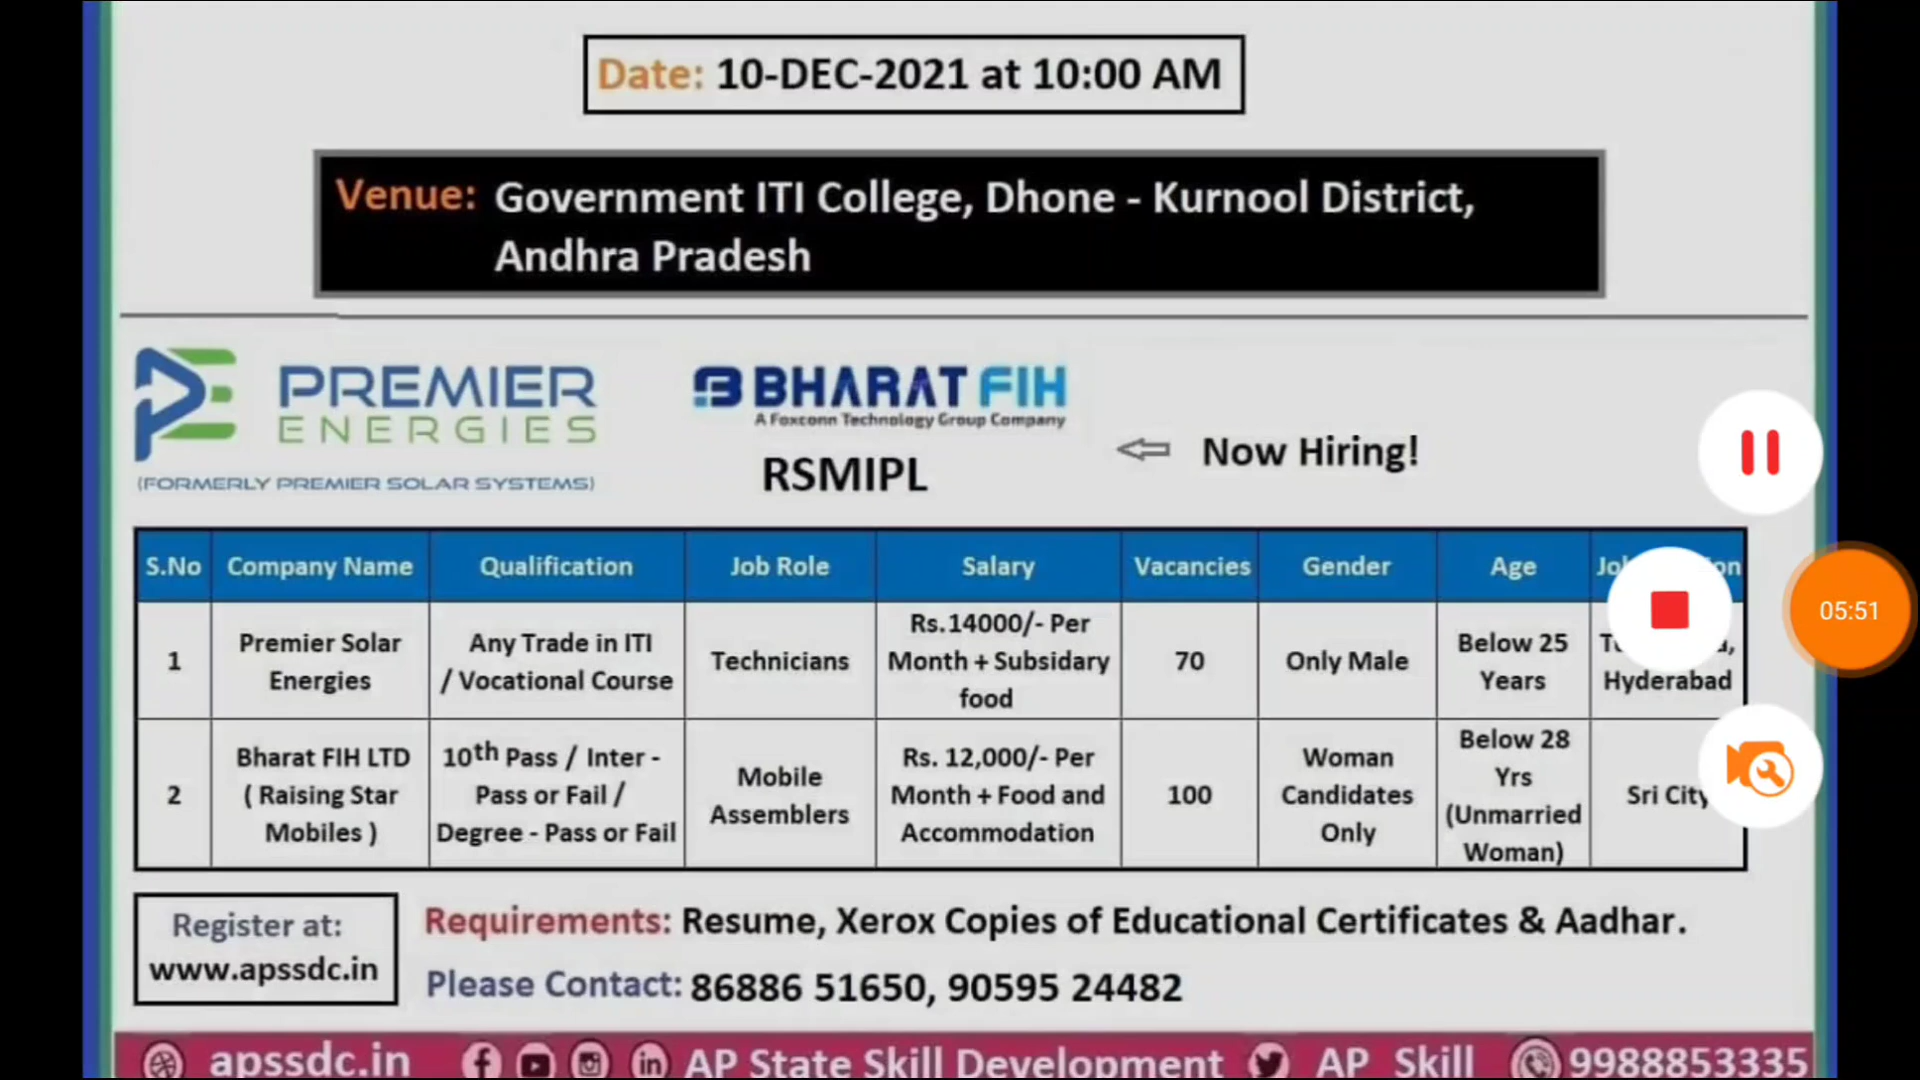 Date: 10-DEC-2021 at 10:00 AM
Venue: Government ITI College, Dhone - Kurnool District,
Andhra Pradesh
PREMIER
ENERGIES
(FORMERLY PREMIER SOLAR SYSTEMS)
BHARAT FIH
A Foxconn Technology Group Company
RSMIPL
Now Hiring!
S.No Company Name Qualification Job Role Salary Vacancies Gender Age
1 Premier Solar Energies Any Trade in ITI / Vocational Course Technicians Rs.14000/- Per Month + Subsidary food 70 Only Male Below 25 Years Hyderabad
2 Bharat FIH LTD ( Raising Star Mobiles ) 10th Pass / Inter - Pass or Fail / Degree - Pass or Fail Mobile Assemblers Rs. 12,000/- Per Month + Food and Accommodation 100 Woman Candidates Only Below 28 Yrs (Unmarried Woman) Sri City
05:51
Register at:
www.apssdc.in
Requirements: Resume, Xerox Copies of Educational Certificates & Aadhar.
Please Contact: 86886 51650, 90595 24482
apssdc.in AP State Skill Development AP Skill 9988853335